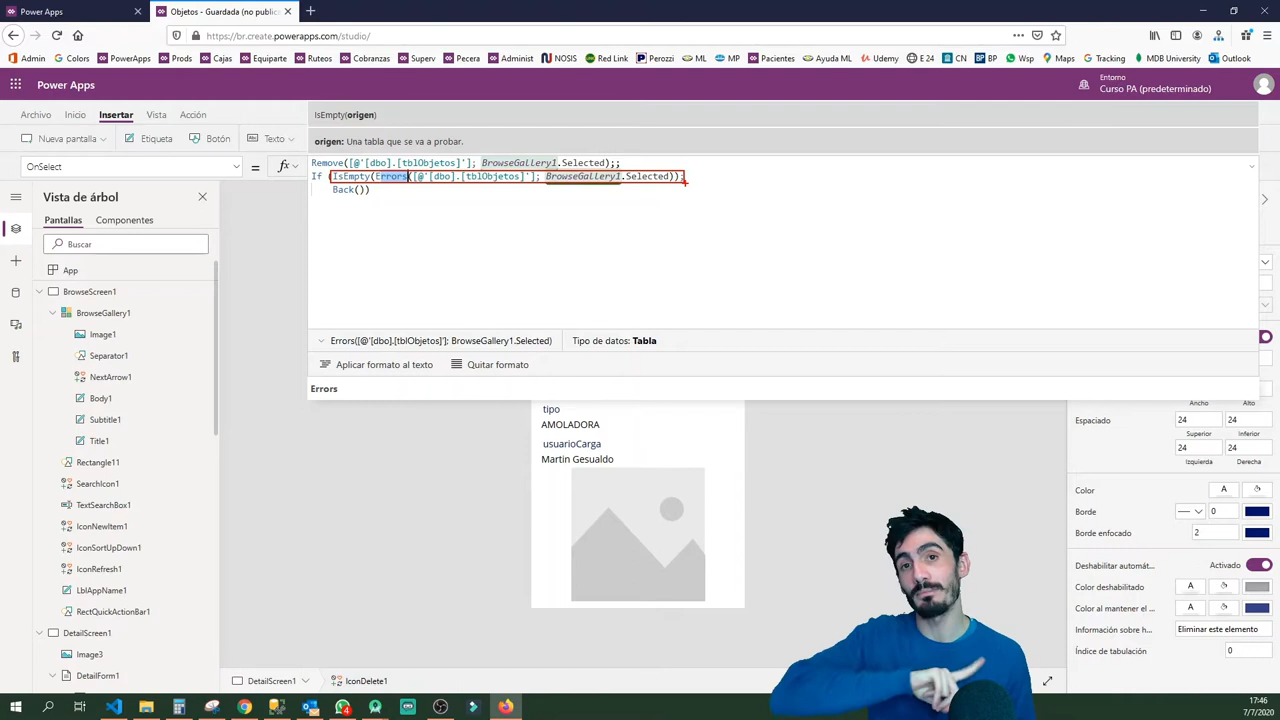 Power Apps
Objetos - Guardada (no public
https://br.create.powerapps.com/studio/
Admin
Colors
PowerApps
Prods
Cajas
Equiparte
Ruteos
Cobranzas
Superv
Pecera
Administ
NOSIS
Red Link
Perozzi
ML
MP
Pacientes
Ayuda ML
Udemy
E 24
CN
BP
Wsp
Maps
Tracking
MDB University
Outlook
Power Apps
Entorno
Curso PA (predeterminado)
Archivo
Inicio
Insertar
Vista
Acción
Nueva pantalla
Etiqueta
Botón
Texto
OnSelect
=
fx
IsEmpty(origen)
origen: Una tabla que se va a probar.
Remove([@'[dbo].[tblObjetos]']; BrowseGallery1.Selected);;
If (IsEmpty(Errors([@'[dbo].[tblObjetos]']; BrowseGallery1.Selected));
Back())
Errors([@'[dbo].[tblObjetos]']; BrowseGallery1.Selected)
Tipo de datos: Tabla
Aplicar formato al texto
Quitar formato
Errors
Vista de árbol
Pantallas
Componentes
Buscar
App
BrowseScreen1
BrowseGallery1
Image1
Separator1
NextArrow1
Body1
Subtitle1
Title1
Rectangle11
SearchIcon1
TextSearchBox1
IconNewItem1
IconSortUpDown1
IconRefresh1
LblAppName1
RectQuickActionBar1
DetailScreen1
Image3
DetailForm1
tipo
AMOLADORA
usuarioCarga
Martin Gesualdo
DetailScreen1
IconDelete1
Ancho
Alto
Espaciado
24
24
Superior
Inferior
24
24
Izquierda
Derecha
Color
A
Borde
0
Borde enfocado
2
Deshabilitar automát...
Activado
Color deshabilitado
A
Color al mantener el ...
A
Información sobre h...
Eliminar este elemento
Índice de tabulación
0
17:46
7/7/2020